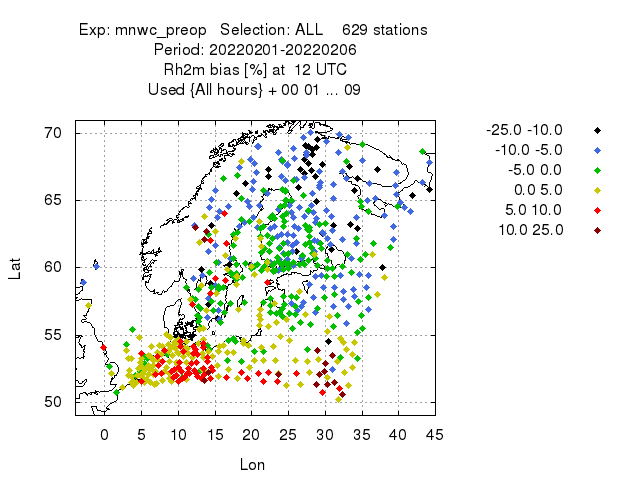 Exp: mnwc_preop   Selection: ALL    629 stations
Period: 20220201-20220206
Rh2m bias [%] at  12 UTC
Used {All hours} + 00 01 ... 09
-25.0 -10.0
-10.0 -5.0
-5.0 0.0
0.0 5.0
5.0 10.0
10.0 25.0
Lat
70
65
60
55
50
0 5 10 15 20 25 30 35 40 45
Lon